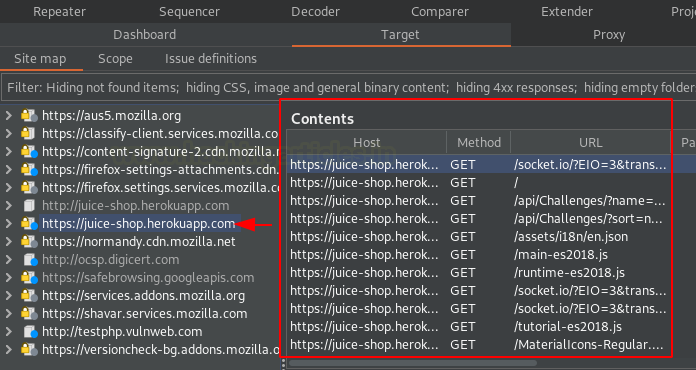 Repeater Sequencer Decoder Comparer Extender Proj
Dashboard Target Proxy
Site map Scope Issue definitions
Filter: Hiding not found items; hiding CSS, image and general binary content; hiding 4xx responses; hiding empty folders
https://aus5.mozilla.org
https://classify-client.services.mozilla.co
https://content-signature-2.cdn.mozilla.
https://firefox-settings-attachments.cdn.
https://firefox.settings.services.mozilla.co
http://juice-shop.herokuapp.com
https://juice-shop.herokuapp.com
https://normandy.cdn.mozilla.net
http://ocsp.digicert.com
https://safebrowsing.googleapis.com
https://services.addons.mozilla.org
https://shavar.services.mozilla.com
http://testphp.vulnweb.com
https://versioncheck-bg.addons.mozilla.o
Contents
Host Method URL Pa
https://juice-shop.herok... GET /socket.io/?EIO=3&trans...
https://juice-shop.herok... GET /
https://juice-shop.herok... GET /api/Challenges/?name=...
https://juice-shop.herok... GET /api/Challenges/?sort=n...
https://juice-shop.herok... GET /assets/i18n/en.json
https://juice-shop.herok... GET /main-es2018.js
https://juice-shop.herok... GET /runtime-es2018.js
https://juice-shop.herok... GET /socket.io/?EIO=3&trans...
https://juice-shop.herok... GET /socket.io/?EIO=3&trans...
https://juice-shop.herok... GET /tutorial-es2018.js
https://juice-shop.herok... GET /MaterialIcons-Regular....